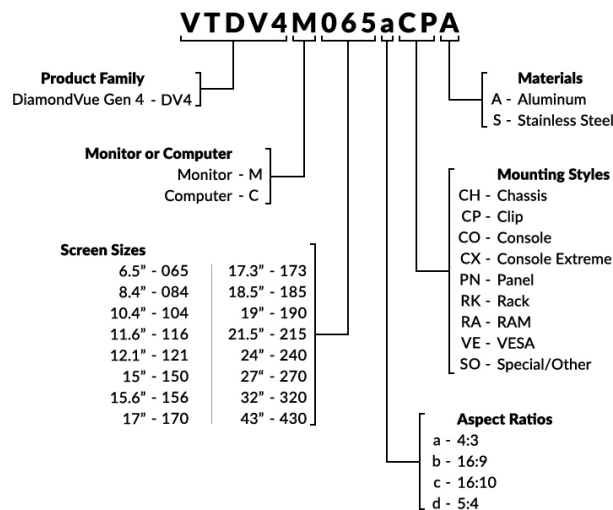 VTDV4M065aCPA
Product Family
DiamondVue Gen 4 - DV4
Monitor or Computer
Monitor - M
Computer - C
Screen Sizes
6.5” - 065
8.4” - 084
10.4” - 104
11.6” - 116
12.1” - 121
15” - 150
15.6” - 156
17” - 170
17.3” - 173
18.5” - 185
19” - 190
21.5” - 215
24” - 240
27“ - 270
32” - 320
43” - 430
Materials
A - Aluminum
S - Stainless Steel
Mounting Styles
CH - Chassis
CP - Clip
CO - Console
CX - Console Extreme
PN - Panel
RK - Rack
RA - RAM
VE - VESA
SO - Special/Other
Aspect Ratios
a - 4:3
b - 16:9
c - 16:10
d - 5:4